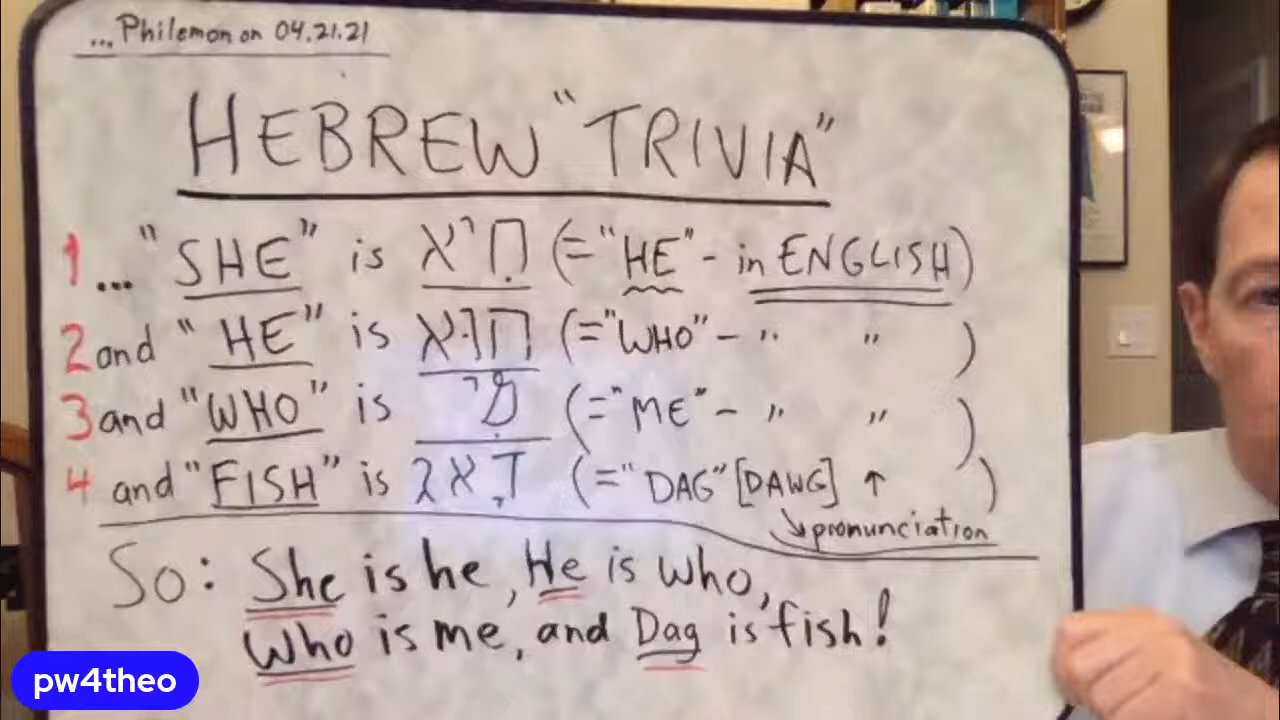 ... Philemon on 04.21.21
HEBREW "TRIVIA"
1... "SHE" is הִיא (="HE" - in ENGLISH)
2 and "HE" is הוּא (="WHO" - " " )
3 and "WHO" is מִי (="ME" - " " )
4 and "FISH" is דָאג (="DAG" [DAWG] ↑ )
↘pronunciation
So: She is he, He is who,
Who is me, and Dag is fish!
pw4theo